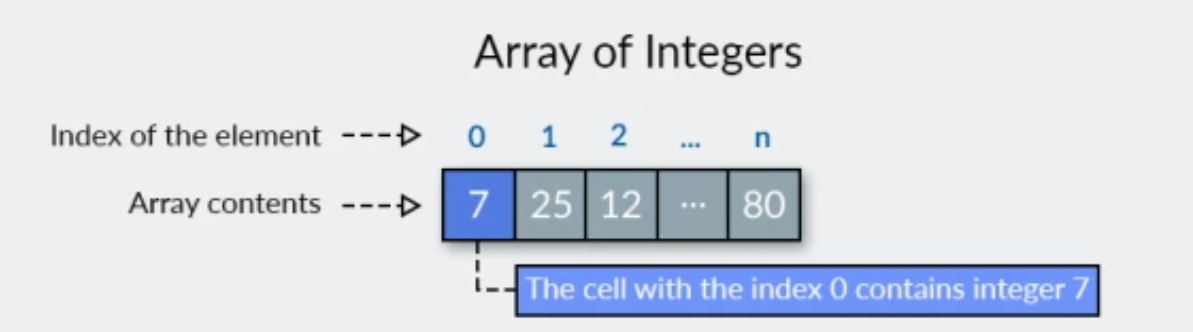 Array of Integers
Index of the element 0 1 2 ... n
Array contents 7 25 12 ... 80
The cell with the index 0 contains integer 7